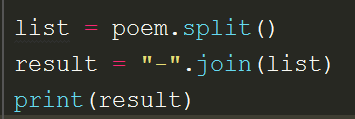 list = poem.split()
result = "-".join(list)
print(result)